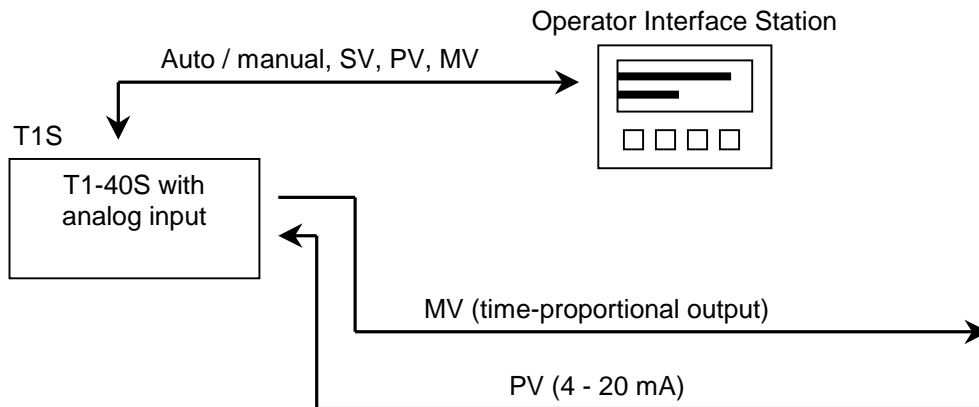 Operator Interface Station
Auto / manual, SV, PV, MV
T1S
T1-40S with
analog input
MV (time-proportional output)
PV (4 - 20 mA)